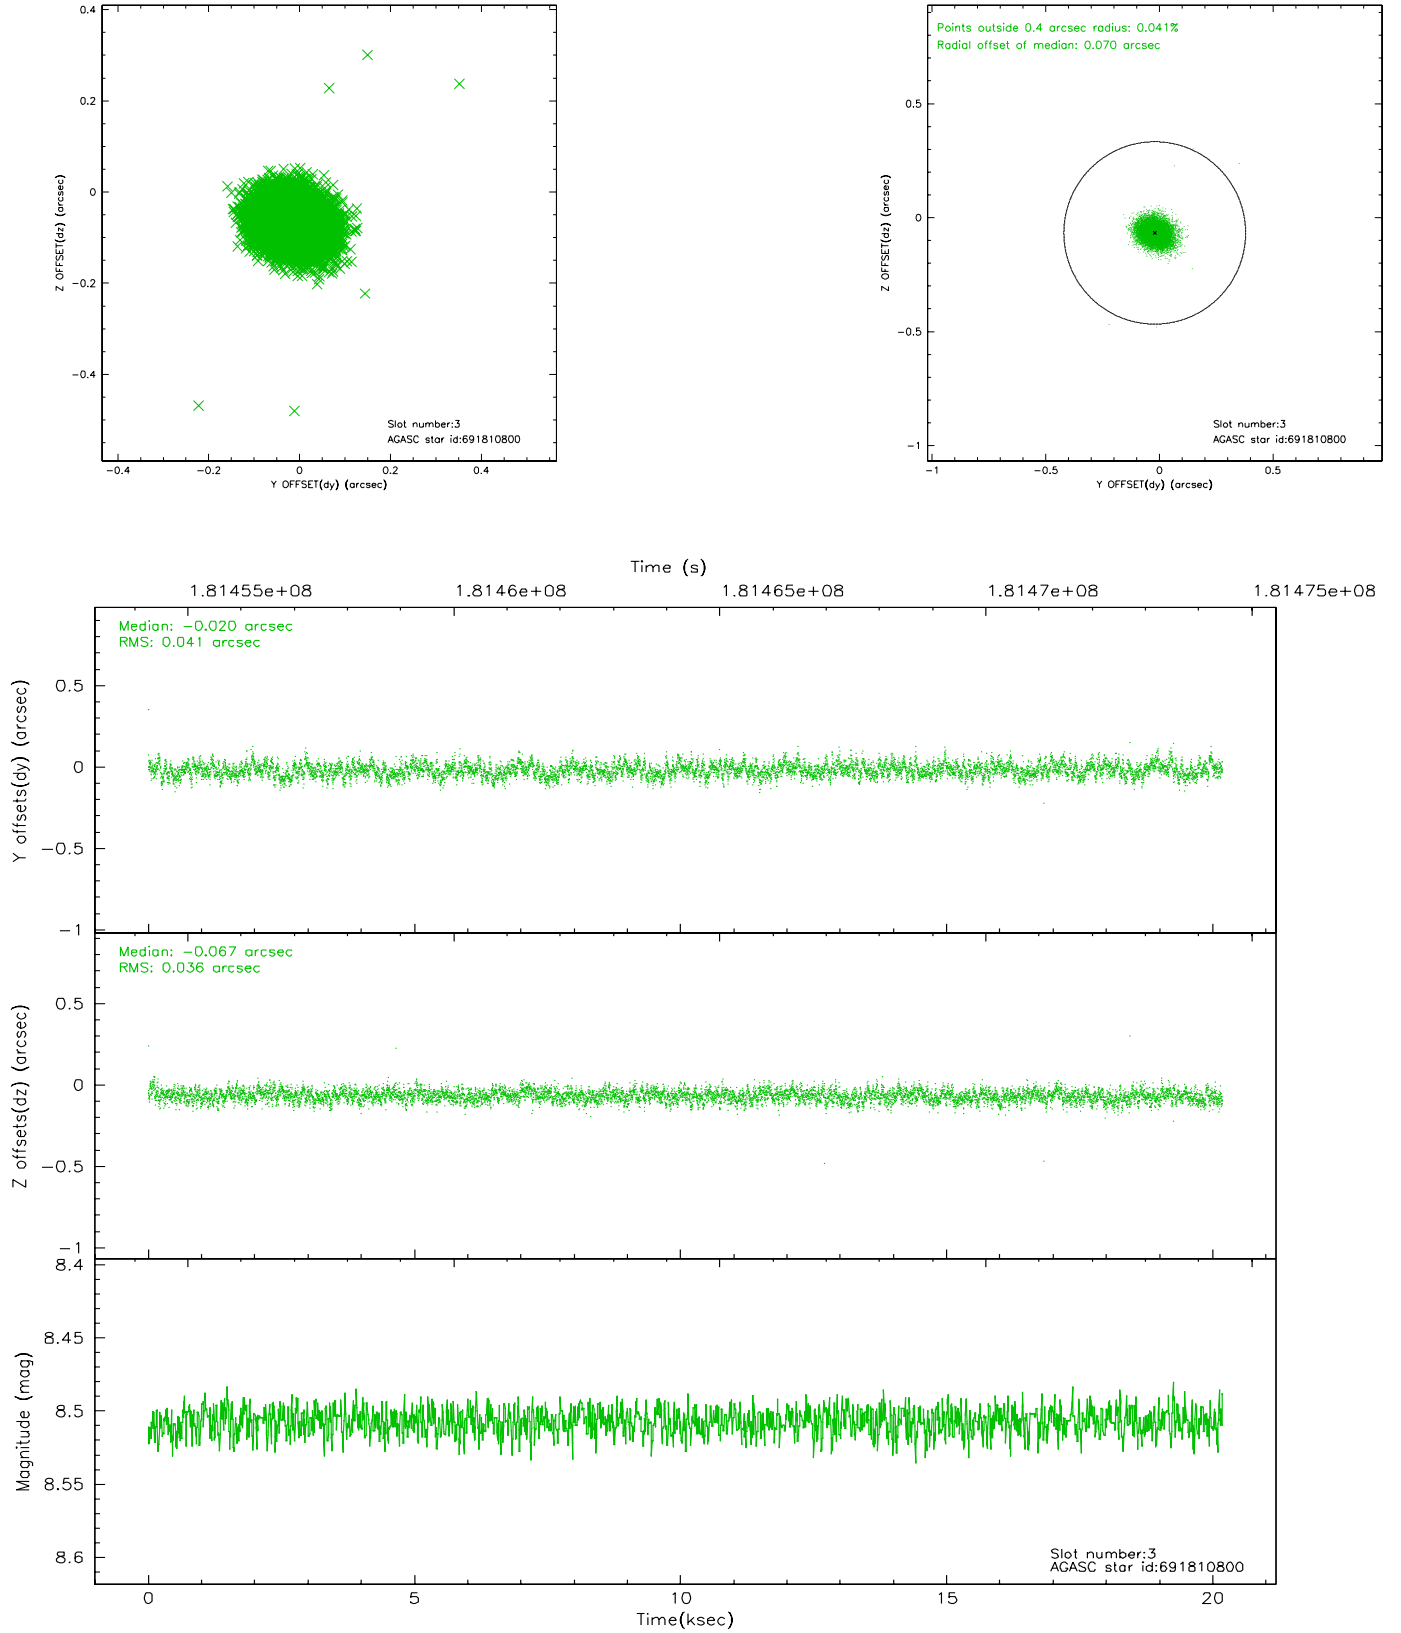 0.4
0.2
0
-0.2
-0.4
Z OFFSET(dz) (arcsec)
Slot number:3
AGASC star id:691810800
-0.4 -0.2 0 0.2 0.4
Y OFFSET(dy) (arcsec)
Points outside 0.4 arcsec radius: 0.041%
Radial offset of median: 0.070 arcsec
0.5
0
-0.5
-1
Z OFFSET(dz) (arcsec)
Slot number:3
AGASC star id:691810800
-1 -0.5 0 0.5
Y OFFSET(dy) (arcsec)
Time (s)
1.81455e+08 1.8146e+08 1.81465e+08 1.8147e+08 1.81475e+08
Median: -0.020 arcsec
RMS: 0.041 arcsec
0.5
0
-0.5
-1
Y offsets(dy) (arcsec)
Median: -0.067 arcsec
RMS: 0.036 arcsec
0.5
0
-0.5
-1
Z offsets(dz) (arcsec)
8.4
8.45
8.5
8.55
8.6
Magnitude (mag)
Slot number:3
AGASC star id:691810800
0 5 10 15 20
Time(ksec)